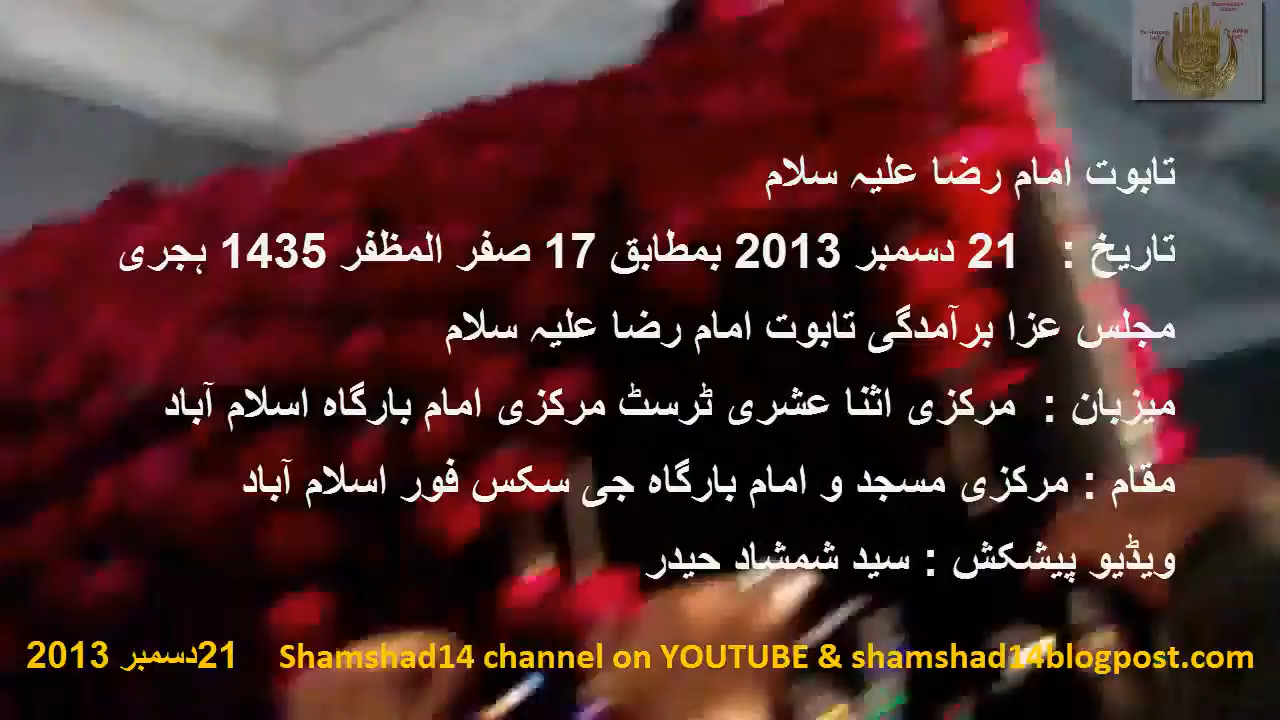 تابوت امام رضا علیہ سلام
تاریخ : 21 دسمبر 2013 بمطابق 17 صفر المظفر 1435 ہجری
مجلس عزا برآمدگی تابوت امام رضا علیہ سلام
میزبان : مرکزی اثنا عشری ٹرسٹ مرکزی امام بارگاہ اسلام آباد
مقام : مرکزی مسجد و امام بارگاہ جی سکس فور اسلام آباد
ویڈیو پیشکش : سید شمشاد حیدر
21دسمبر 2013 Shamshad14 channel on YOUTUBE & shamshad14blogpost.com